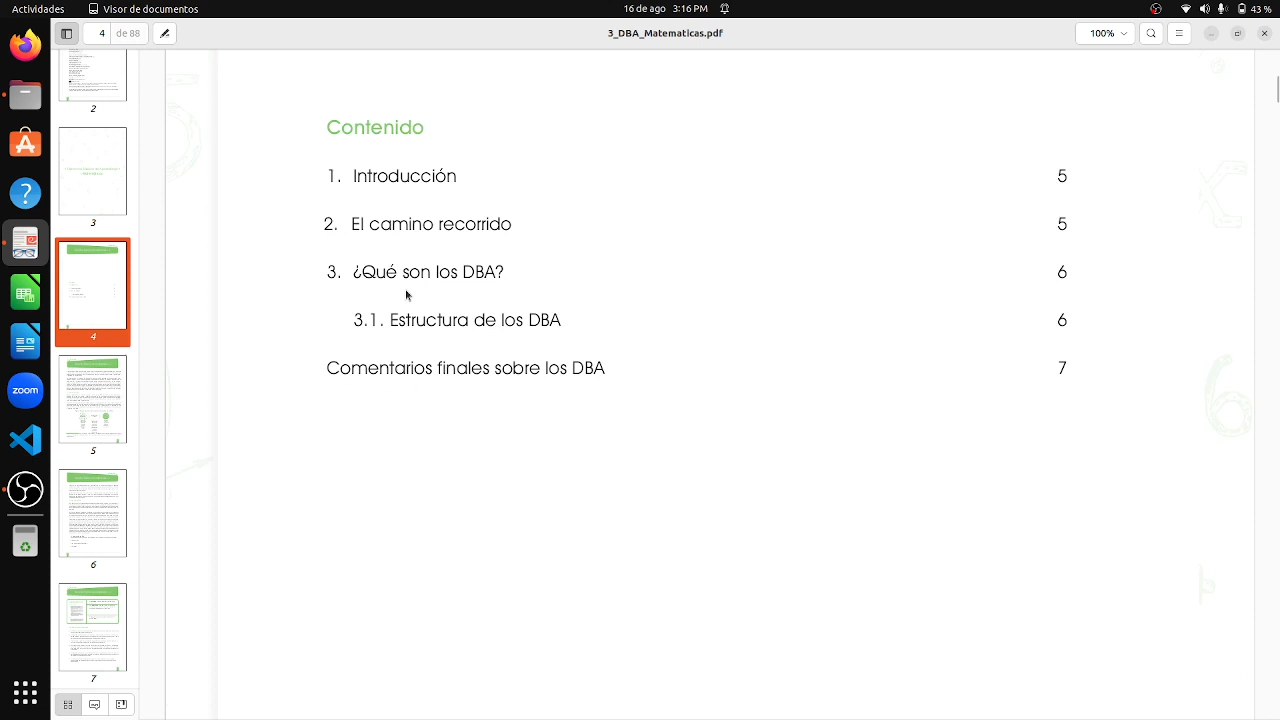 Actividades Visor de documentos 16 de ago 3:16 PM 43 %
4 de 88 3_DBA_Matematicas.pdf 100%
2
3
4
5
6
7
zoom
Contenido
1. Introducción 5
2. El camino recorrido 5
3. ¿Qué son los DBA? 6
3.1. Estructura de los DBA 6
Comentarios finales sobre los DBA 7